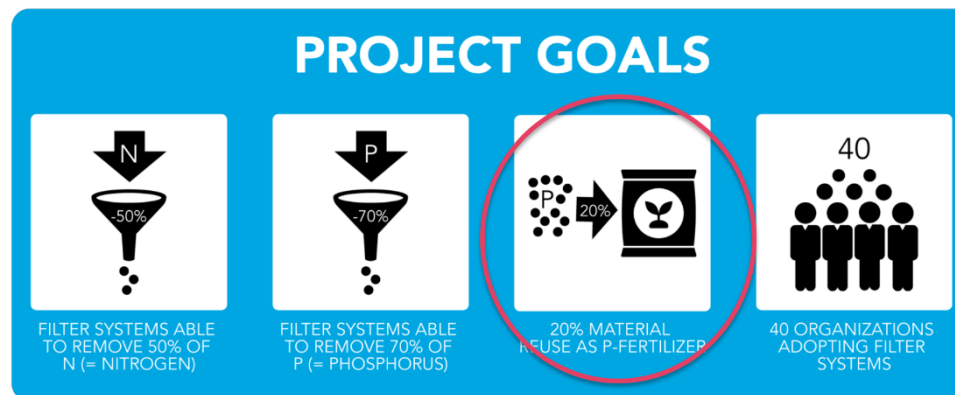 PROJECT GOALS
N
-50%
FILTER SYSTEMS ABLE
TO REMOVE 50% OF
N (= NITROGEN)
P
-70%
FILTER SYSTEMS ABLE
TO REMOVE 70% OF
P (= PHOSPHORUS)
P
20%
20% MATERIAL
REUSE AS P-FERTILIZER
40
40 ORGANIZATIONS
ADOPTING FILTER
SYSTEMS